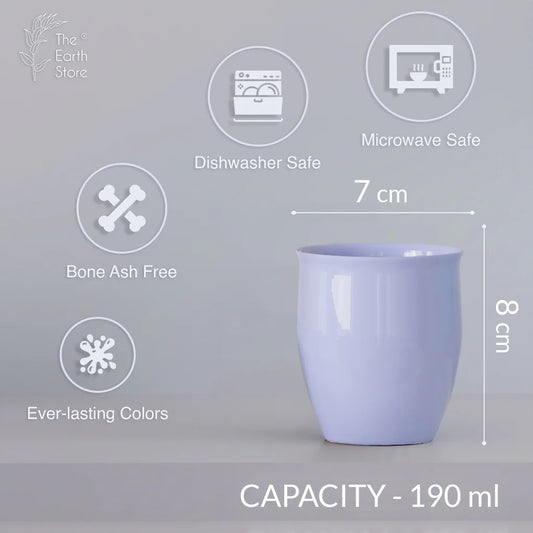 The ®
Earth
Store
Dishwasher Safe
Microwave Safe
Bone Ash Free
Ever-lasting Colors
7 cm
8 cm
CAPACITY - 190 ml